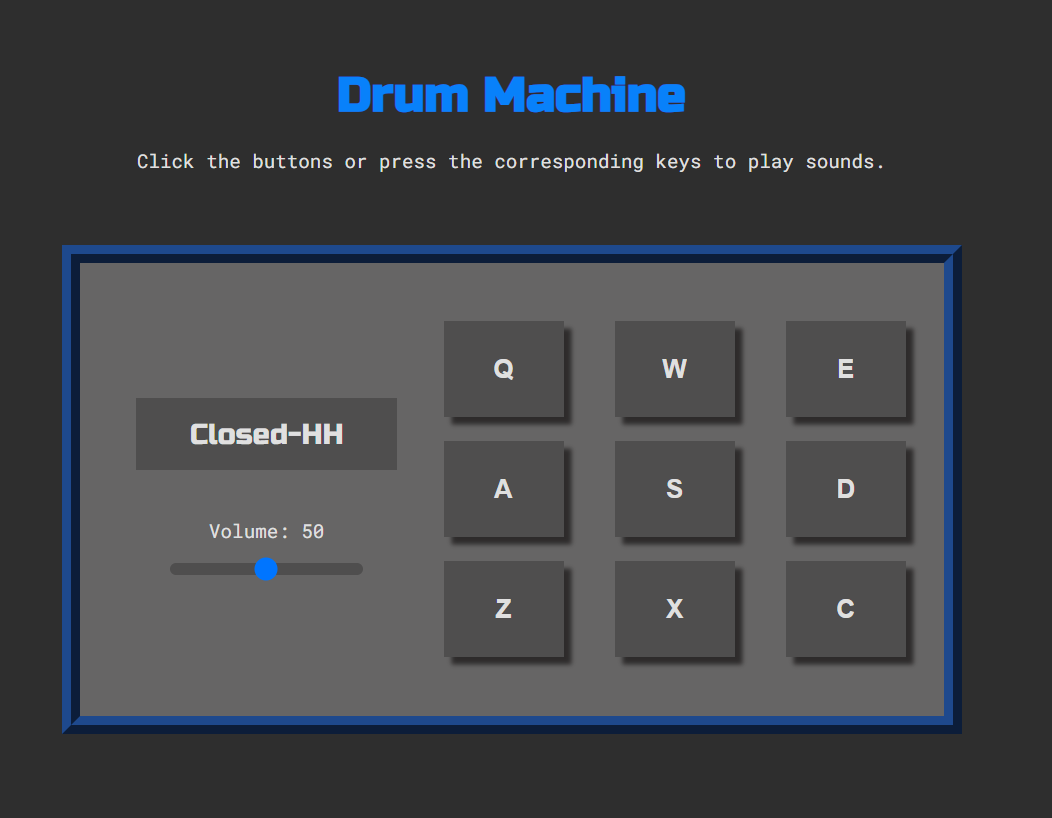 Drum Machine
Click the buttons or press the corresponding keys to play sounds.
Closed-HH
Volume: 50
Q W E
A S D
Z X C